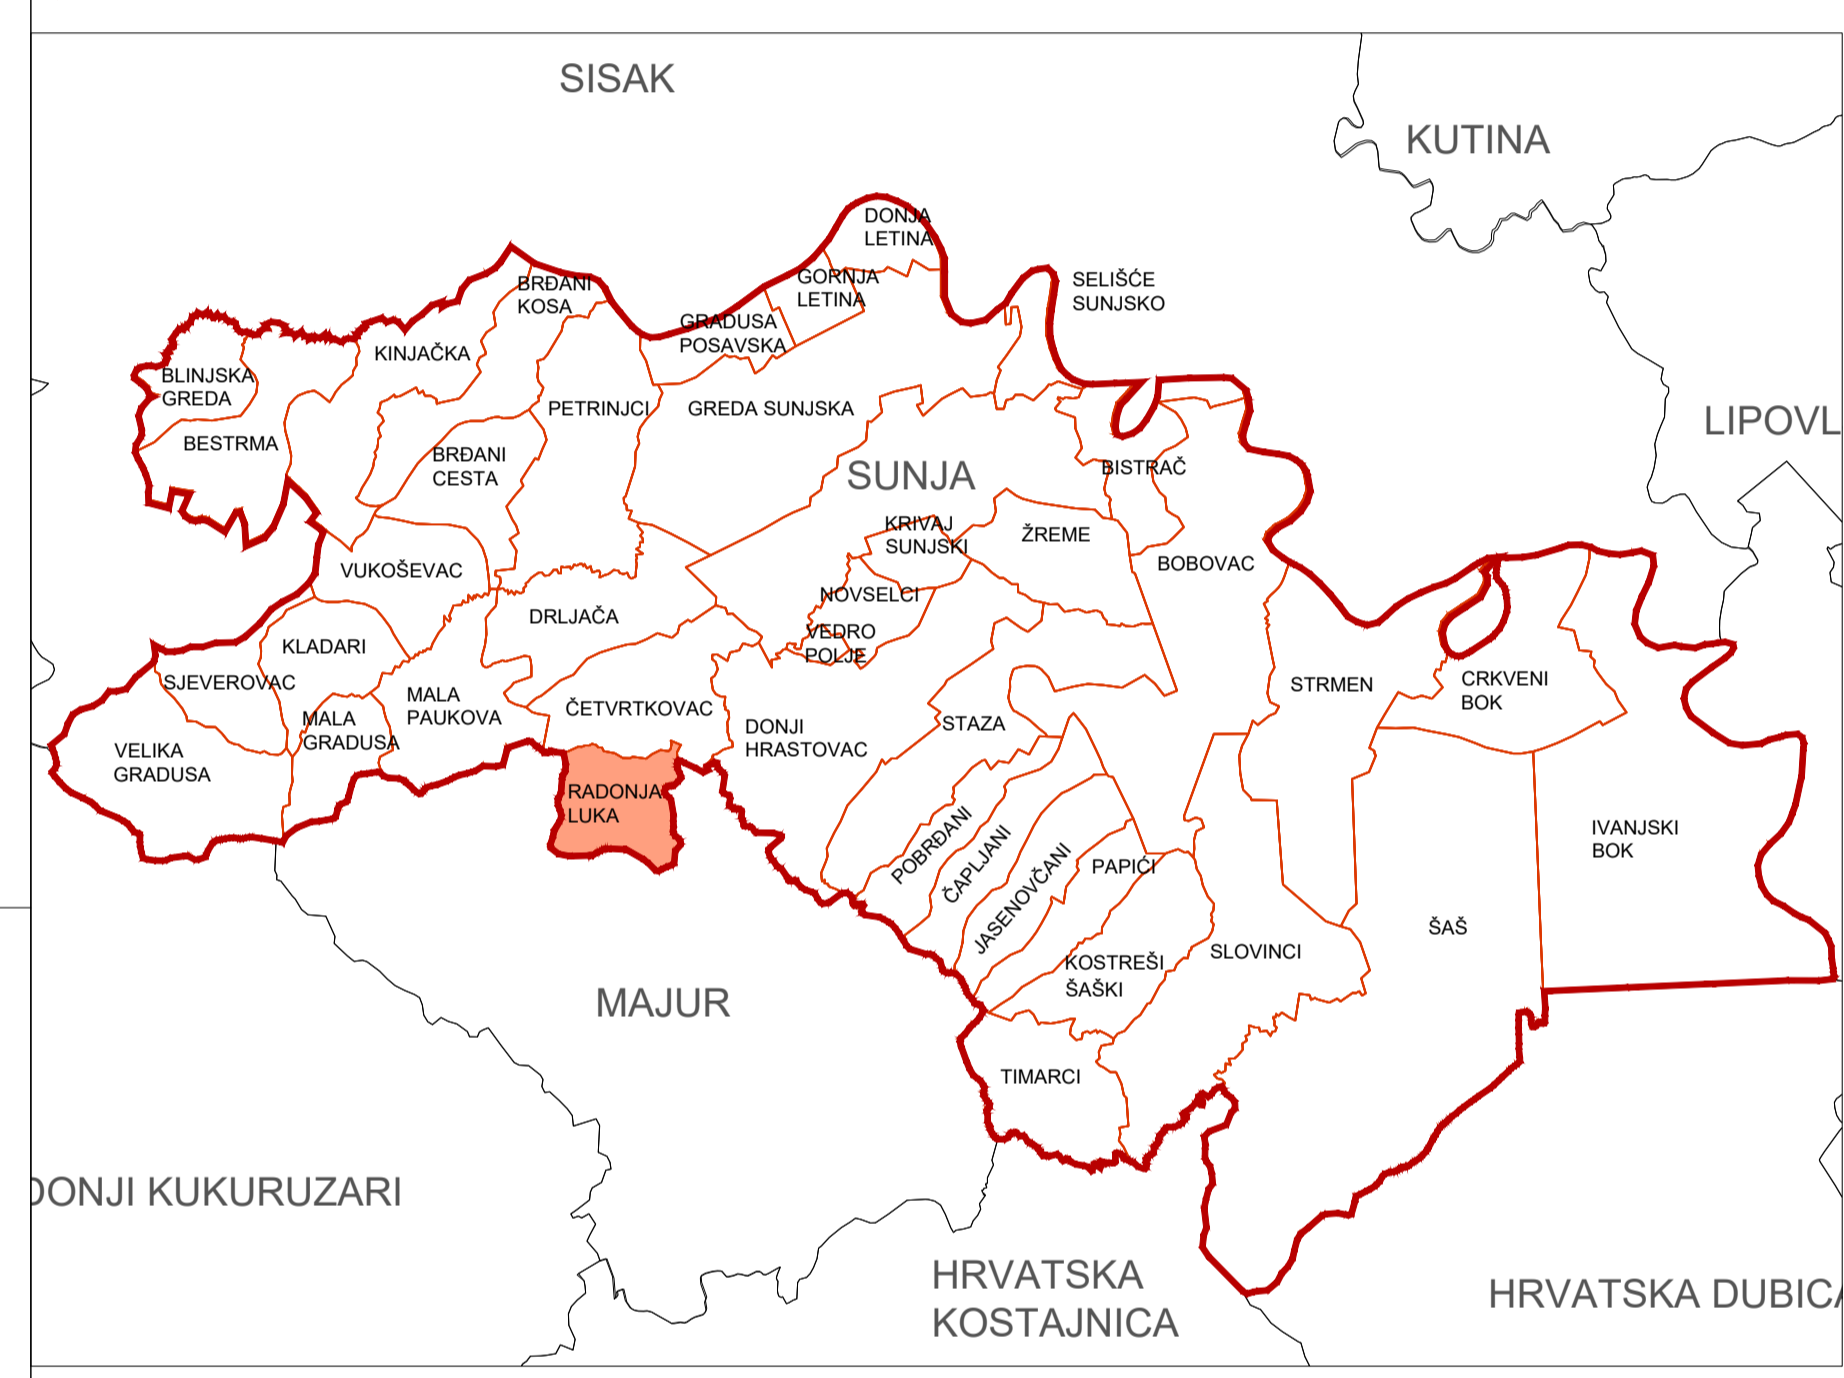 SISAK
KUTINA
DONJA
LETINA
GORNJA
LETINA
SELIŠĆE
SUNJSKO
BRĐANI
KOSA
GRADUSA
POSAVSKA
KINJAČKA
BLINJSKA
GREDA
PETRINJCI
GREDA SUNJSKA
LIPOVL
BESTRMA
BRĐANI
CESTA
SUNJA
BISTRAČ
KRIVAJ
SUNJSKI
ŽREME
BOBOVAC
VUKOŠEVAC
NOVSELCI
DRLJAČA
VEDRO
POLJE
KLADARI
SJEVEROVAC
STRMEN
CRKVENI
BOK
MALA
PAUKOVA
ČETVRTKOVAC
MALA
GRADUSA
DONJI
HRASTOVAC
STAZA
VELIKA
GRADUSA
RADONJA
LUKA
POBRĐANI
ČAPLJANI
JASENOVČANI
PAPIĆI
IVANJSKI
BOK
ŠAŠ
SLOVINCI
KOSTREŠI
ŠAŠKI
MAJUR
TIMARCI
DONJI KUKURUZARI
HRVATSKA
KOSTAJNICA
HRVATSKA DUBICA